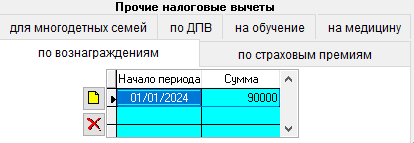 Прочие налоговые вычеты
для многодетных семей по ДПВ на обучение на медицину
по вознаграждениям по страховым премиям
Начало периода Сумма
01/01/2024 90000